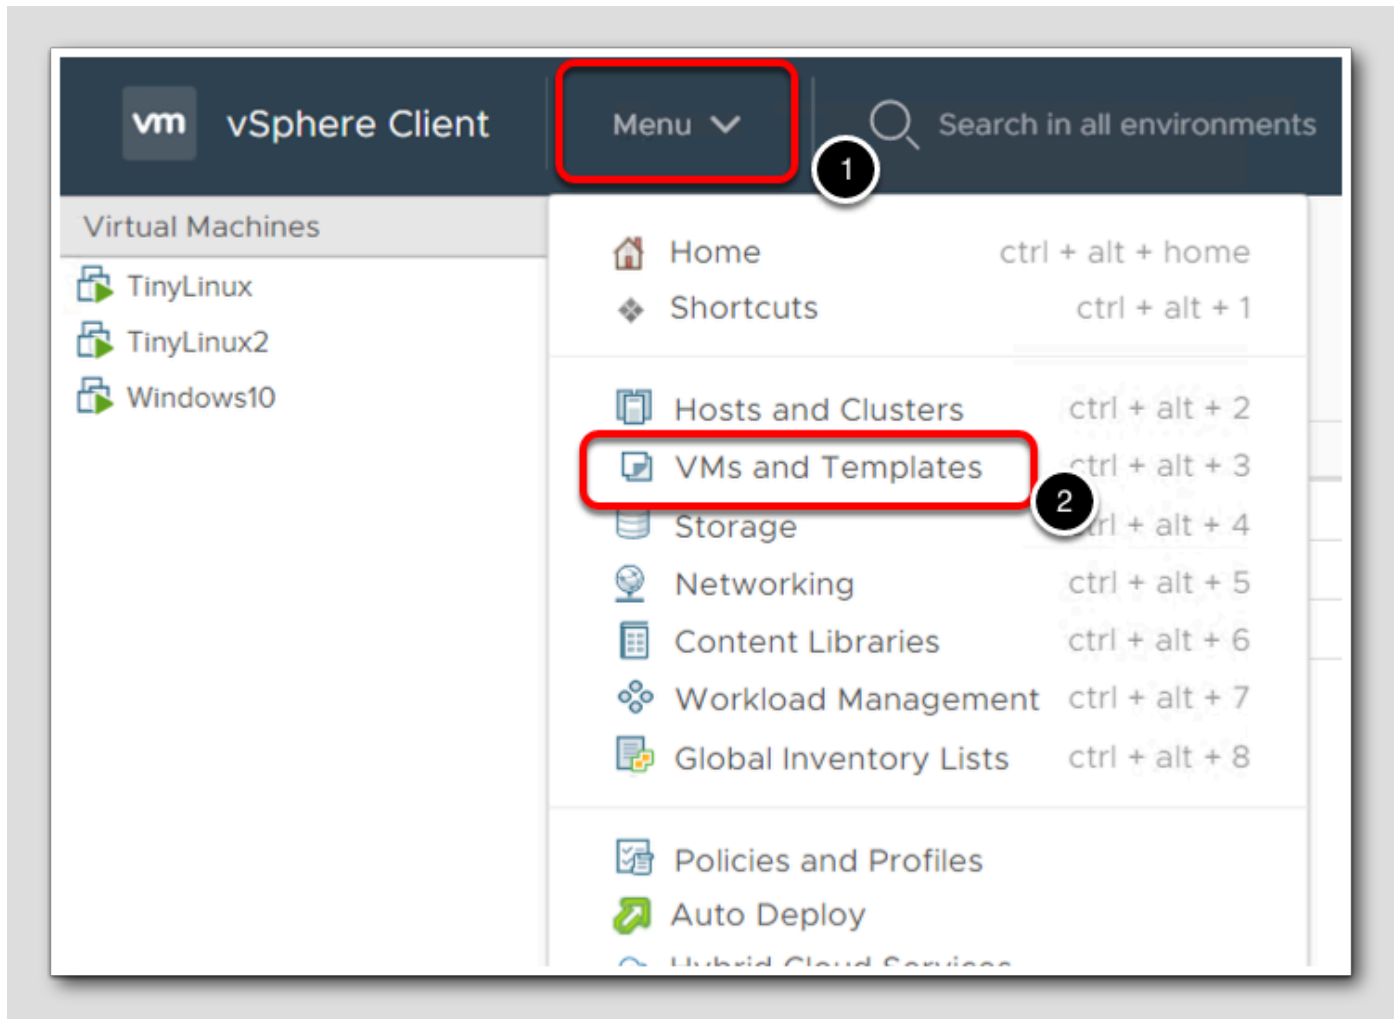 vm vSphere Client Menu Search in all environments
1
Virtual Machines
TinyLinux
TinyLinux2
Windows10
Home ctrl + alt + home
Shortcuts ctrl + alt + 1
Hosts and Clusters ctrl + alt + 2
VMs and Templates ctrl + alt + 3
2
Storage ctrl + alt + 4
Networking ctrl + alt + 5
Content Libraries ctrl + alt + 6
Workload Management ctrl + alt + 7
Global Inventory Lists ctrl + alt + 8
Policies and Profiles
Auto Deploy
Hybrid Cloud Services